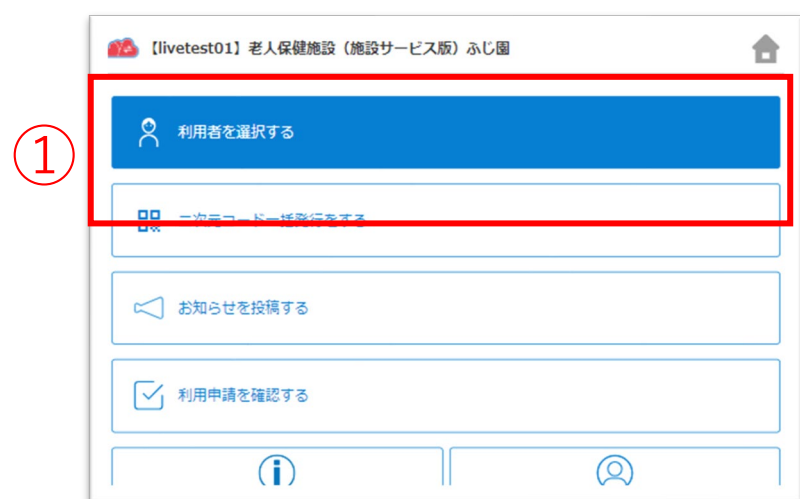 【livetest01】老人保健施設（施設サービス版）ふじ園
①
利用者を選択する
二次元コード一括発行をする
お知らせを投稿する
利用申請を確認する